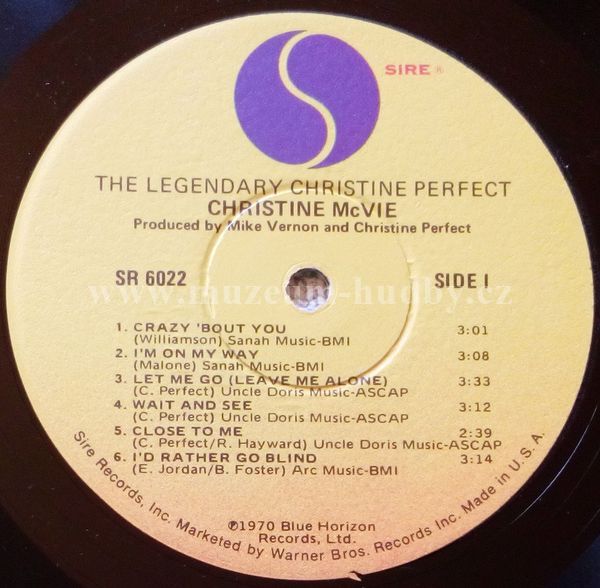 SIRE ®
THE LEGENDARY CHRISTINE PERFECT
CHRISTINE McVIE
Produced by Mike Vernon and Christine Perfect
SR 6022
SIDE I
www.muzeum-hudby.cz
1. CRAZY 'BOUT YOU 3:01
(Williamson) Sanah Music-BMI
2. I'M ON MY WAY 3:08
(Malone) Sanah Music-BMI
3. LET ME GO (LEAVE ME ALONE) 3:33
(C. Perfect) Uncle Doris Music-ASCAP
4. WAIT AND SEE 3:12
(C. Perfect) Uncle Doris Music-ASCAP
5. CLOSE TO ME 2:39
(C. Perfect/R. Hayward) Uncle Doris Music-ASCAP
6. I'D RATHER GO BLIND 3:14
(E. Jordan/B. Foster) Arc Music-BMI
℗1970 Blue Horizon
Records, Ltd.
Sire Records, Inc. Marketed by Warner Bros. Records Inc. Made in U.S.A.